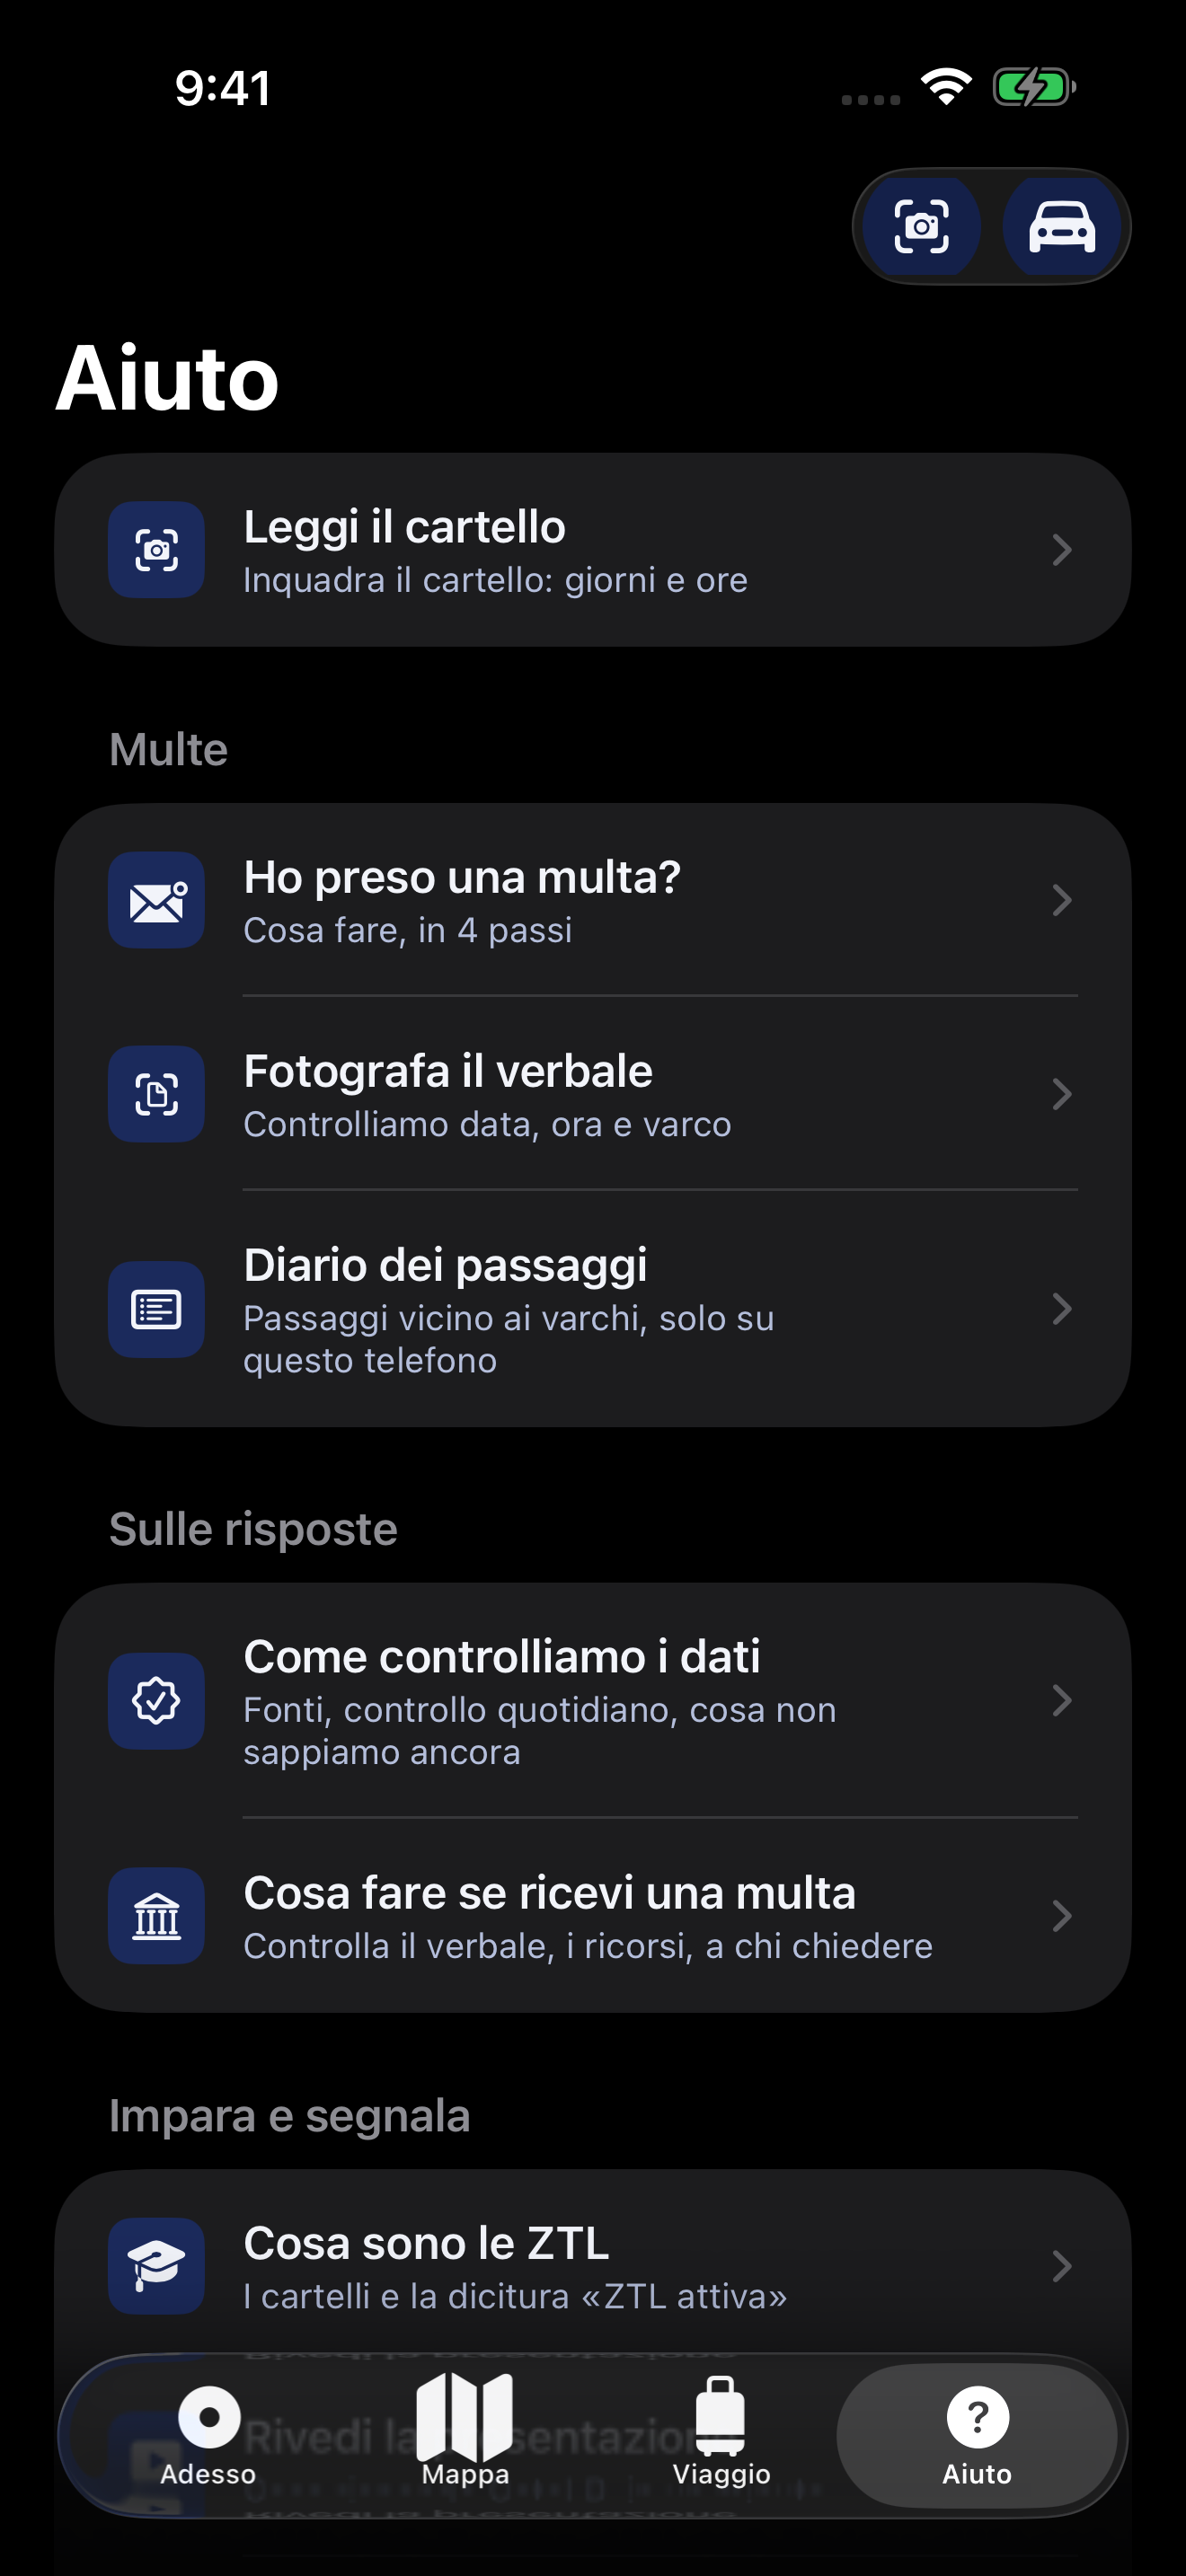 9:41
Aiuto
Leggi il cartello
Inquadra il cartello: giorni e ore
Multe
Ho preso una multa?
Cosa fare, in 4 passi
Fotografa il verbale
Controlliamo data, ora e varco
Diario dei passaggi
Passaggi vicino ai varchi, solo su
questo telefono
Sulle risposte
Come controlliamo i dati
Fonti, controllo quotidiano, cosa non
sappiamo ancora
Cosa fare se ricevi una multa
Controlla il verbale, i ricorsi, a chi chiedere
Impara e segnala
Cosa sono le ZTL
I cartelli e la dicitura «ZTL attiva»
Rivedi la presentazione
Adesso
Mappa
Viaggio
Aiuto